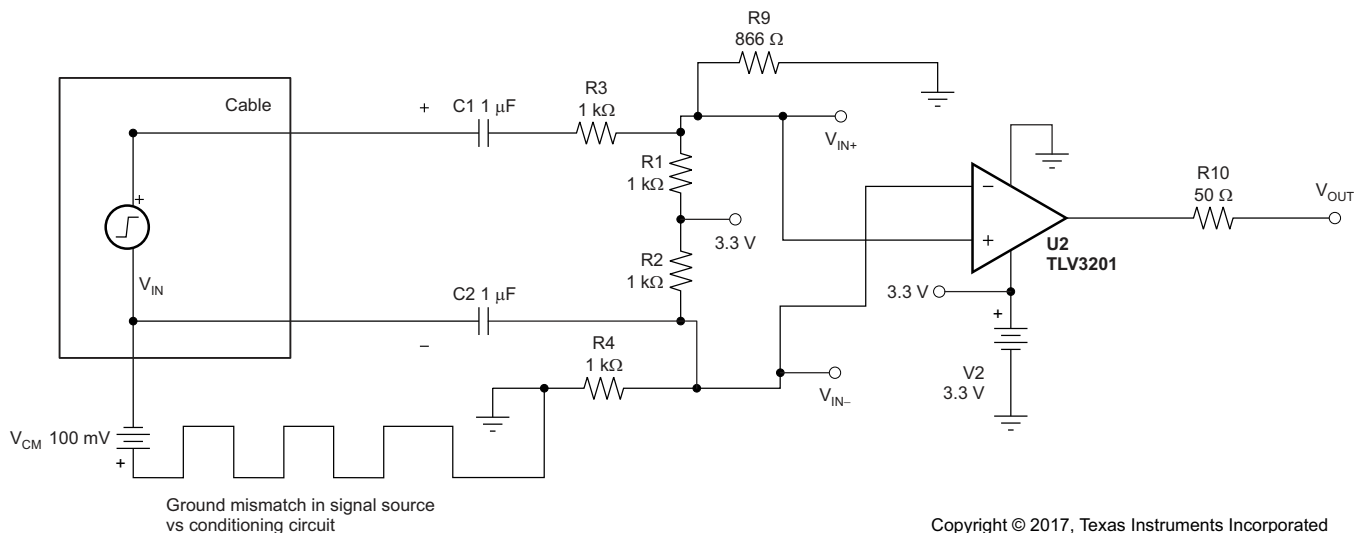 R9
866 Ω
Cable
+
C1 1 μF
R3
1 kΩ
V_IN+
R1
1 kΩ
+
3.3 V
−
+
U2
TLV3201
R10
50 Ω
V_OUT
V_IN
R2
1 kΩ
C2 1 μF
−
3.3 V
+
R4
1 kΩ
V_IN−
V2
3.3 V
V_CM 100 mV
+
Ground mismatch in signal source
vs conditioning circuit
Copyright © 2017, Texas Instruments Incorporated